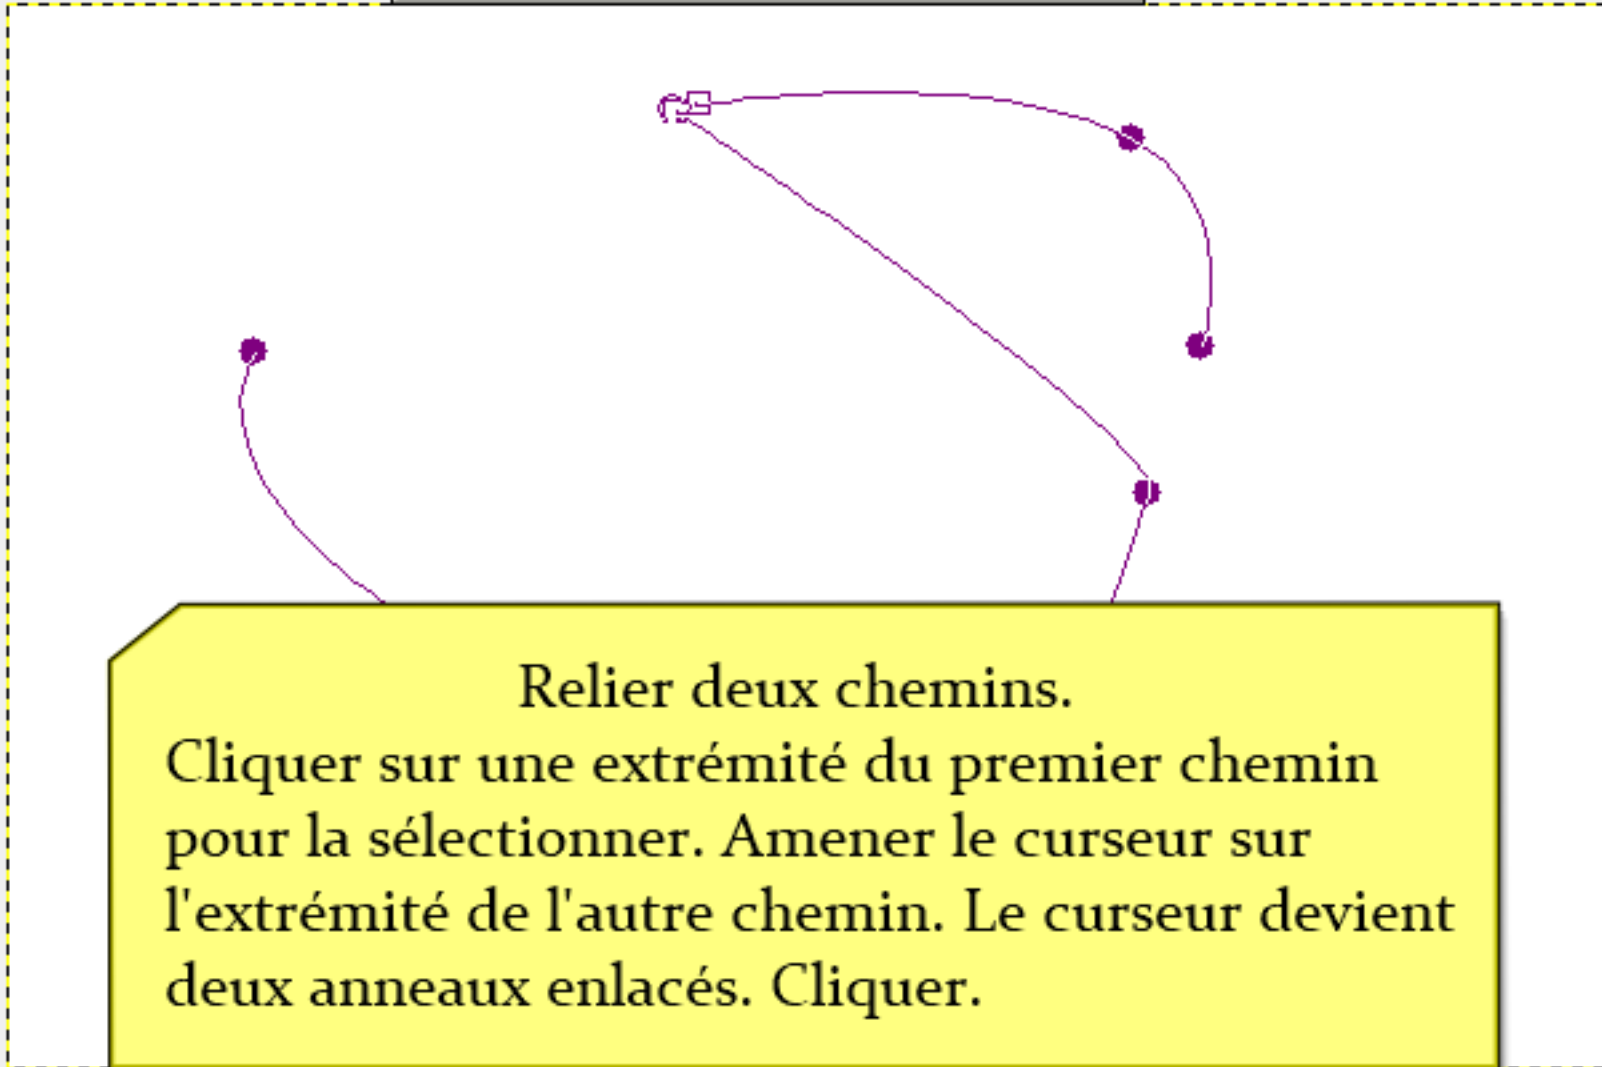 Relier deux chemins.
Cliquer sur une extrémité du premier chemin
pour la sélectionner. Amener le curseur sur
l'extrémité de l'autre chemin. Le curseur devient
deux anneaux enlacés. Cliquer.